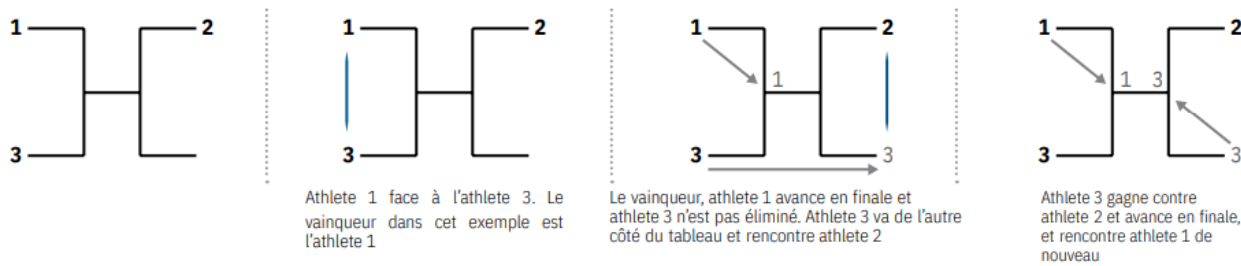 1 2
3
1 2
3
Athlete 1 face à l'athlete 3. Le
vainqueur dans cet exemple est
l'athlete 1
1 2
1
3 3
Le vainqueur, athlete 1 avance en finale et
athlete 3 n'est pas éliminé. Athlete 3 va de l'autre
côté du tableau et rencontre athlete 2
1 2
1 3
3 3
Athlete 3 gagne contre
athlete 2 et avance en finale,
et rencontre athlete 1 de
nouveau